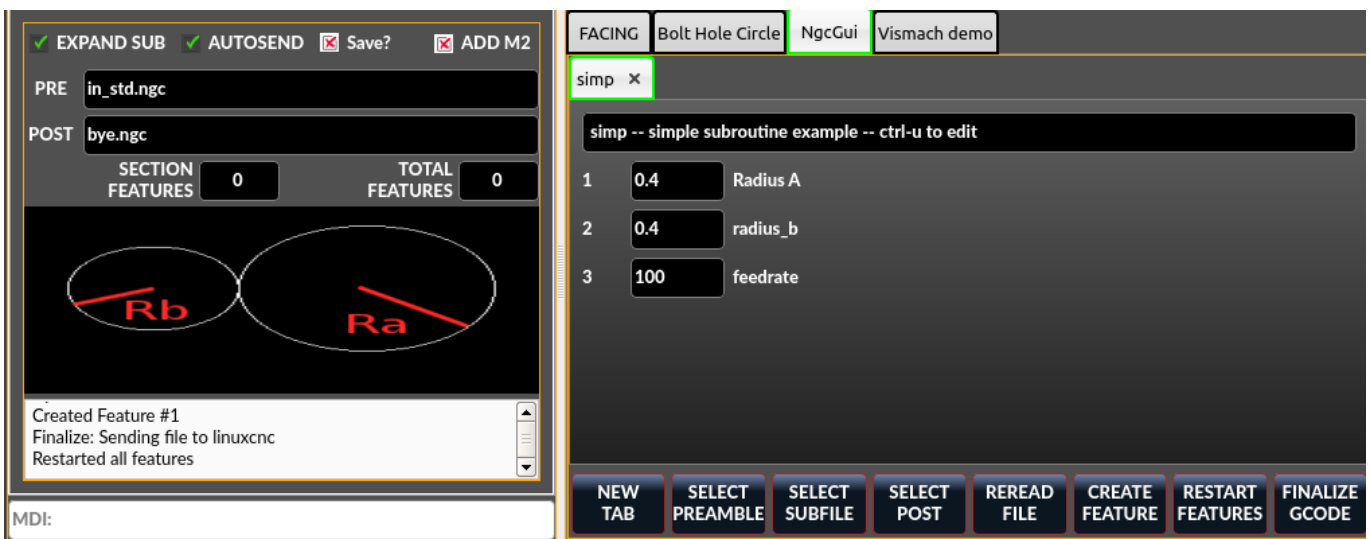 EXPAND SUB AUTOSEND Save? ADD M2
PRE in_std.ngc
POST bye.ngc
SECTION FEATURES 0 TOTAL FEATURES 0
Rb Ra
Created Feature #1
Finalize: Sending file to linuxcnc
Restarted all features
MDI:
FACING Bolt Hole Circle NgcGui Vismach demo
simp ×
simp -- simple subroutine example -- ctrl-u to edit
1 0.4 Radius A
2 0.4 radius_b
3 100 feedrate
NEW TAB SELECT PREAMBLE SELECT SUBFILE SELECT POST REREAD FILE CREATE FEATURE RESTART FEATURES FINALIZE GCODE